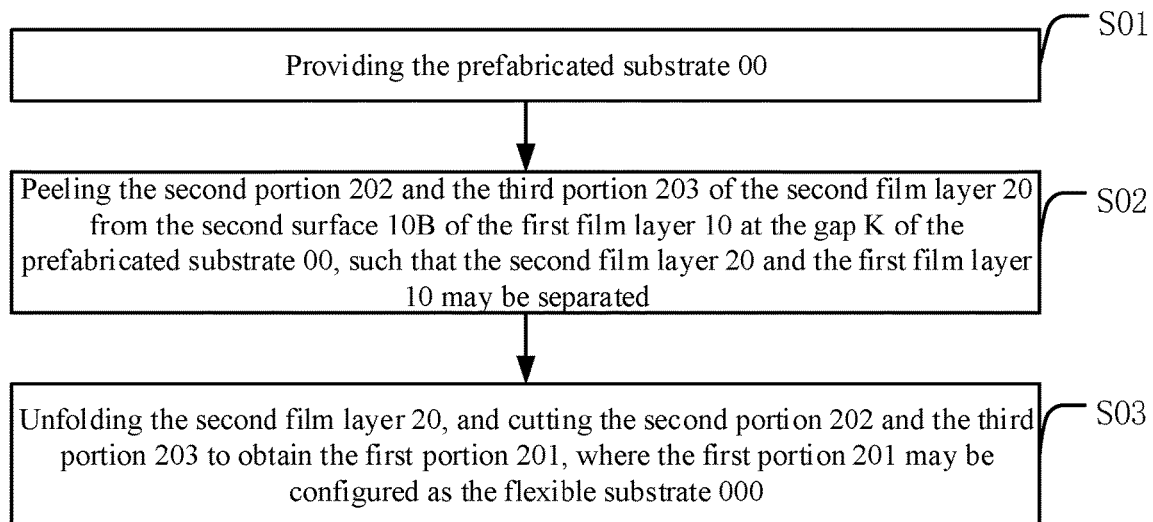 S01
Providing the prefabricated substrate 00
Peeling the second portion 202 and the third portion 203 of the second film layer 20
from the second surface 10B of the first film layer 10 at the gap K of the
prefabricated substrate 00, such that the second film layer 20 and the first film layer
10 may be separated
S02
Unfolding the second film layer 20, and cutting the second portion 202 and the third
portion 203 to obtain the first portion 201, where the first portion 201 may be
configured as the flexible substrate 000
S03